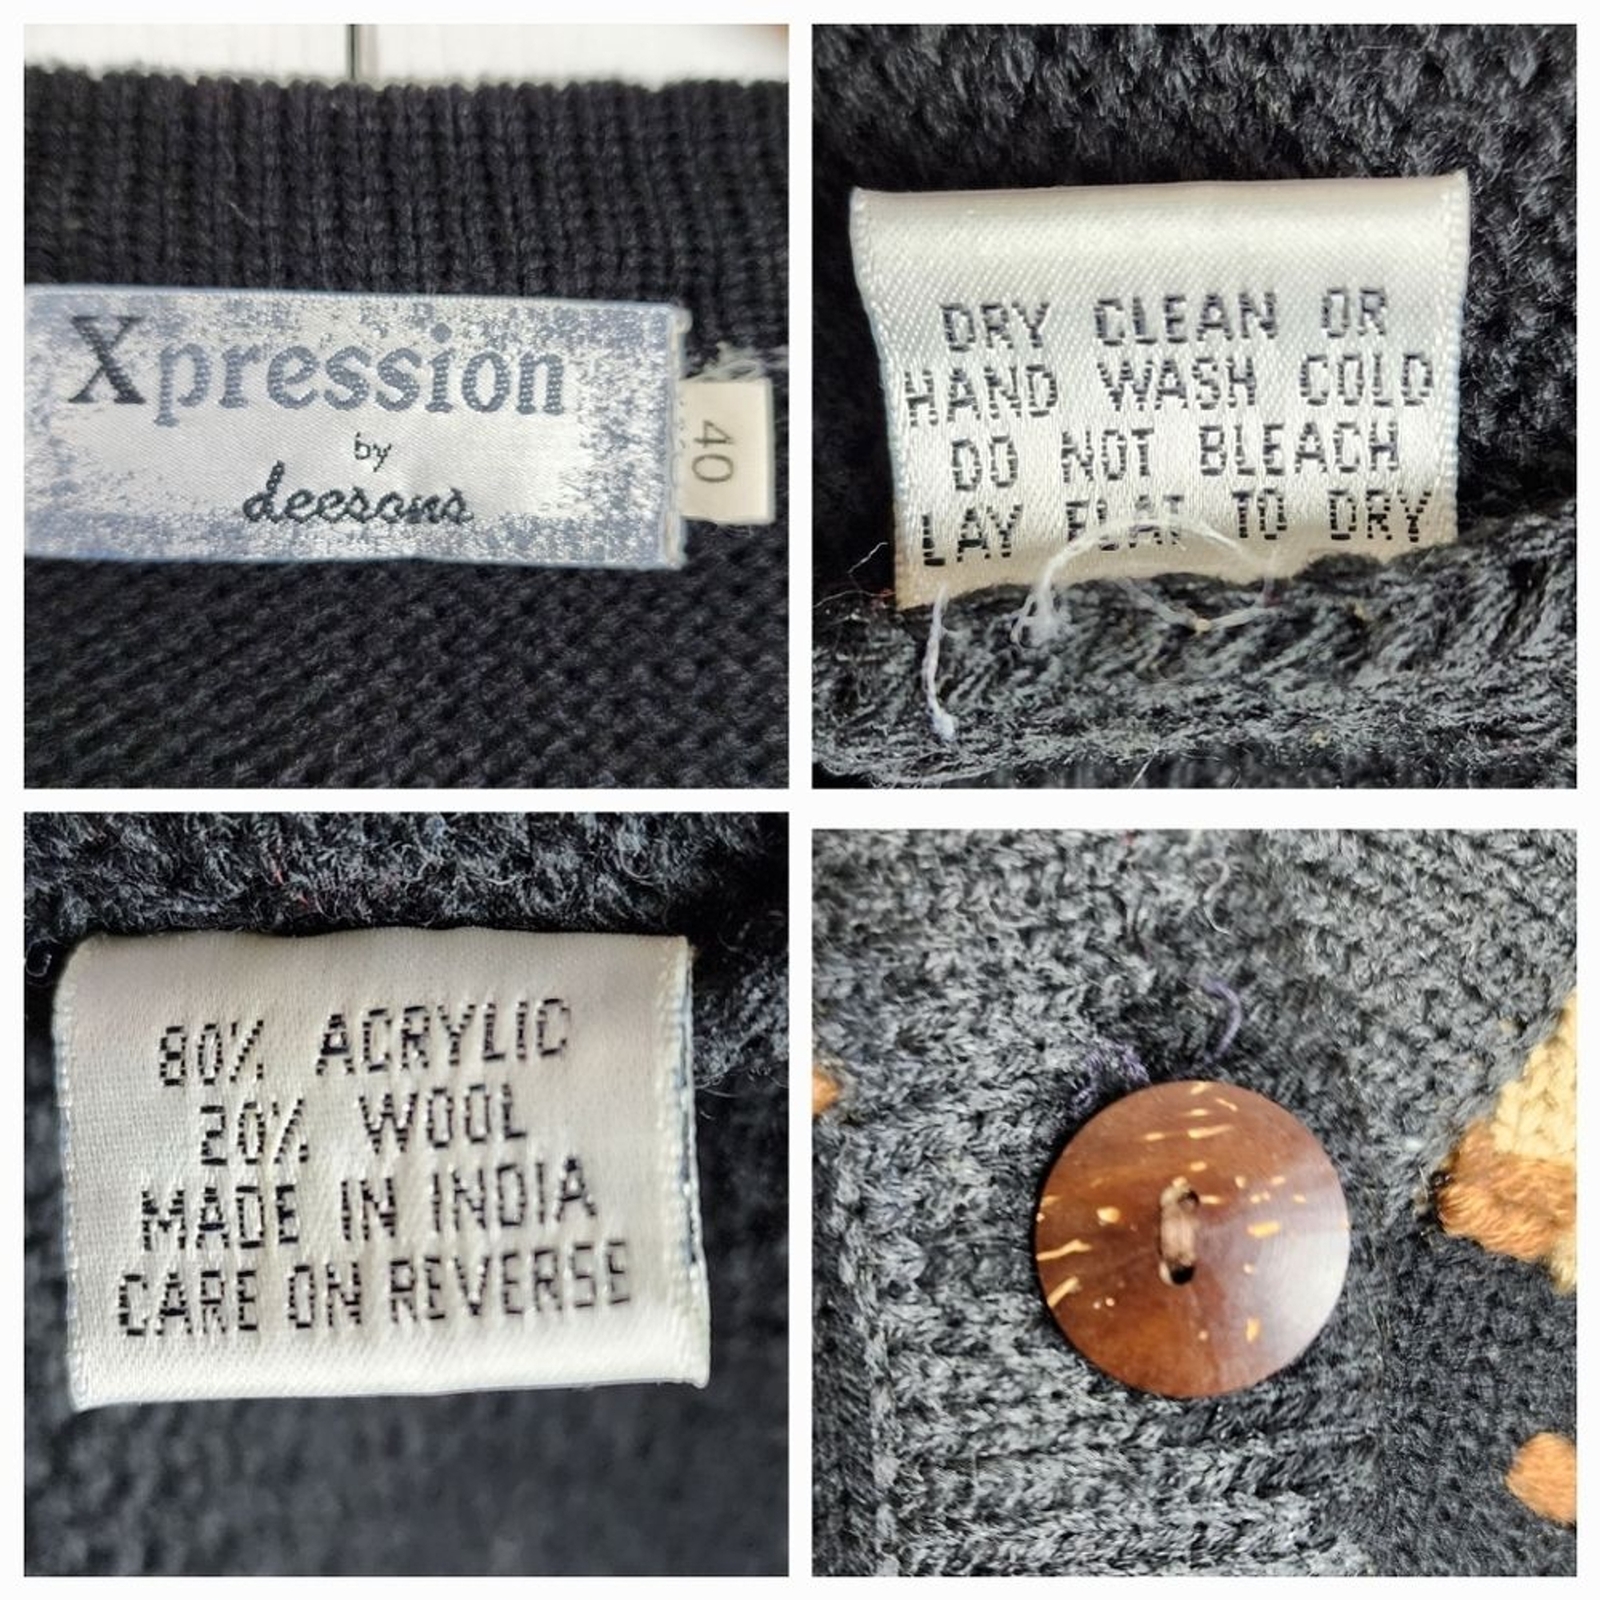 Xpression
by
deesons
40
DRY CLEAN OR
HAND WASH COLD
DO NOT BLEACH
LAY FLAT TO DRY
80% ACRYLIC
20% WOOL
MADE IN INDIA
CARE ON REVERSE